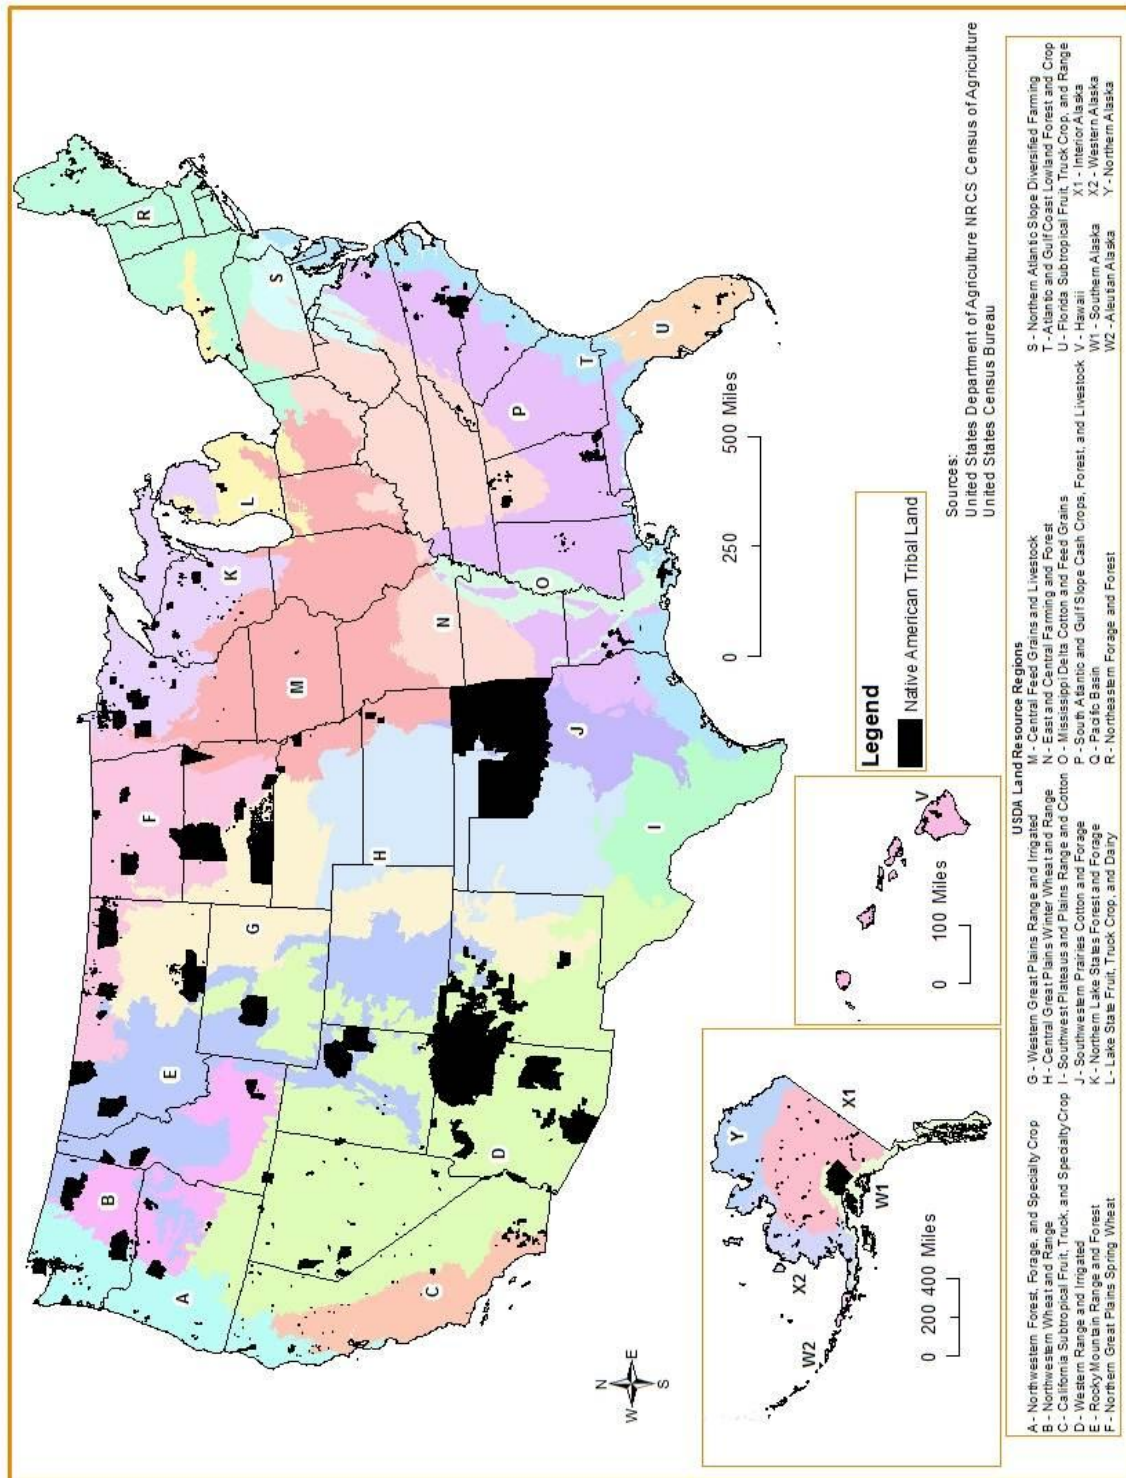 A
B
C
D
E
F
G
H
I
J
K
L
M
N
O
P
R
S
T
U
N
W
E
S
0 250 500 Miles
Legend
Native American Tribal Land
Sources:
United States Department of Agriculture NRCS Census of Agriculture
United States Census Bureau
W2
X2
Y
X1
W1
0 200 400 Miles
V
0 100 Miles
USDA Land Resource Regions
A - Northwestern Forest, Forage, and Specialty Crop
B - Northwestern Wheat and Range
C - California Subtropical Fruit, Truck, and Specialty Crop
D - Western Range and Irrigated
E - Rocky Mountain Range and Forest
F - Northern Great Plains Spring Wheat
G - Western Great Plains Range and Irrigated
H - Central Great Plains Winter Wheat and Range
I - Southwest Plateaus and Plains Range and Cotton
J - Southwestern Prairies Cotton and Forage
K - Northern Lake States Forest and Forage
L - Lake State Fruit, Truck Crop, and Dairy
M - Central Feed Grains and Livestock
N - East and Central Farming and Forest
O - Mississippi Delta Cotton and Feed Grains
P - South Atlantic and Gulf Slope Cash Crops, Forest, and Livestock
Q - Pacific Basin
R - Northeastern Forage and Forest
S - Northern Atlantic Slope Diversified Farming
T - Atlantic and Gulf Coast Lowland Forest and Crop
U - Florida Subtropical Fruit, Truck Crop, and Range
V - Hawaii
W1 - Southern Alaska
W2 - Aleutian Alaska
X1 - Interior Alaska
X2 - Western Alaska
Y - Northern Alaska